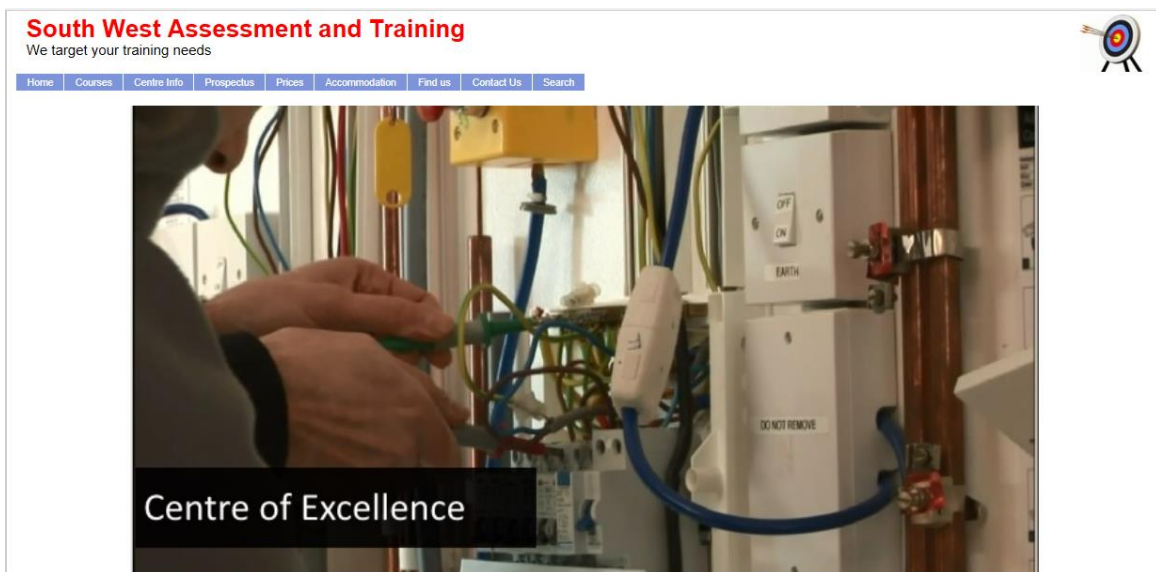 South West Assessment and Training
We target your training needs
Home Courses Centre Info Prospectus Prices Accommodation Find us Contact Us Search
OFF
ON
EARTH
DO NOT REMOVE
Centre of Excellence